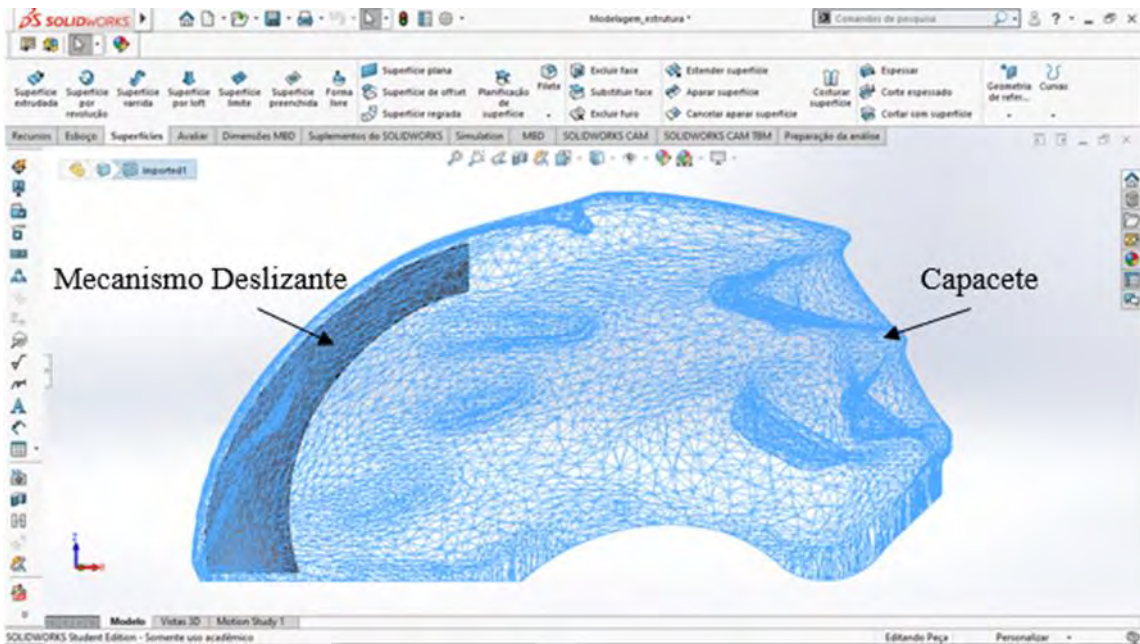 DS SOLIDWORKS
Modelagem_estrutura *
Comandos de pesquisa
Superfície extrudada
Superfície por revolução
Superfície varrida
Superfície por loft
Superfície limite
Superfície preenchida
Forma livre
Superfície plana
Superfície de offset
Superfície regrada
Planificação de superfície
Filete
Excluir face
Substituir face
Excluir furo
Estender superfície
Aparar superfície
Cancelar aparar superfície
Costurar superfície
Espessar
Corte espessado
Cortar com superfície
Geometria de refer...
Curvas
Recursos
Esboço
Superfícies
Avaliar
Dimensões MBD
Suplementos do SOLIDWORKS
Simulation
MBD
SOLIDWORKS CAM
SOLIDWORKS CAM TBM
Preparação da análise
Imported1
Mecanismo Deslizante
Capacete
Modelo
Vistas 3D
Motion Study 1
SOLIDWORKS Student Edition - Somente uso acadêmico
Editando Peça
Personalizar